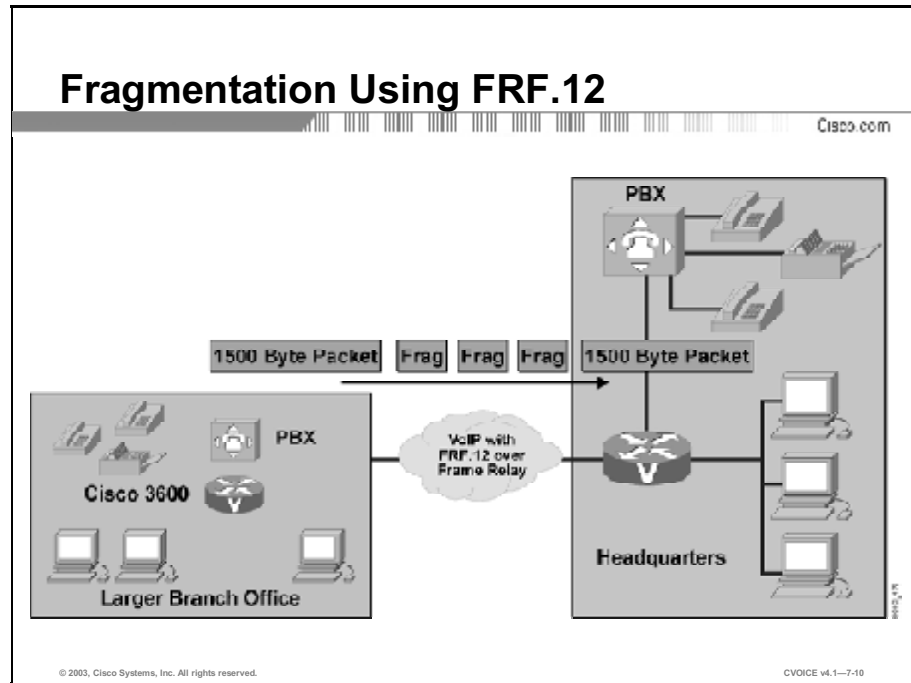 Fragmentation Using FRF.12
Cisco.com
PBX
1500 Byte Packet Frag Frag Frag 1500 Byte Packet
PBX
Cisco 3600
VoIP with
FRF.12 over
Frame Relay
V
V
Headquarters
Larger Branch Office
© 2003, Cisco Systems, Inc. All rights reserved.
CVOICE v4.1—7-10